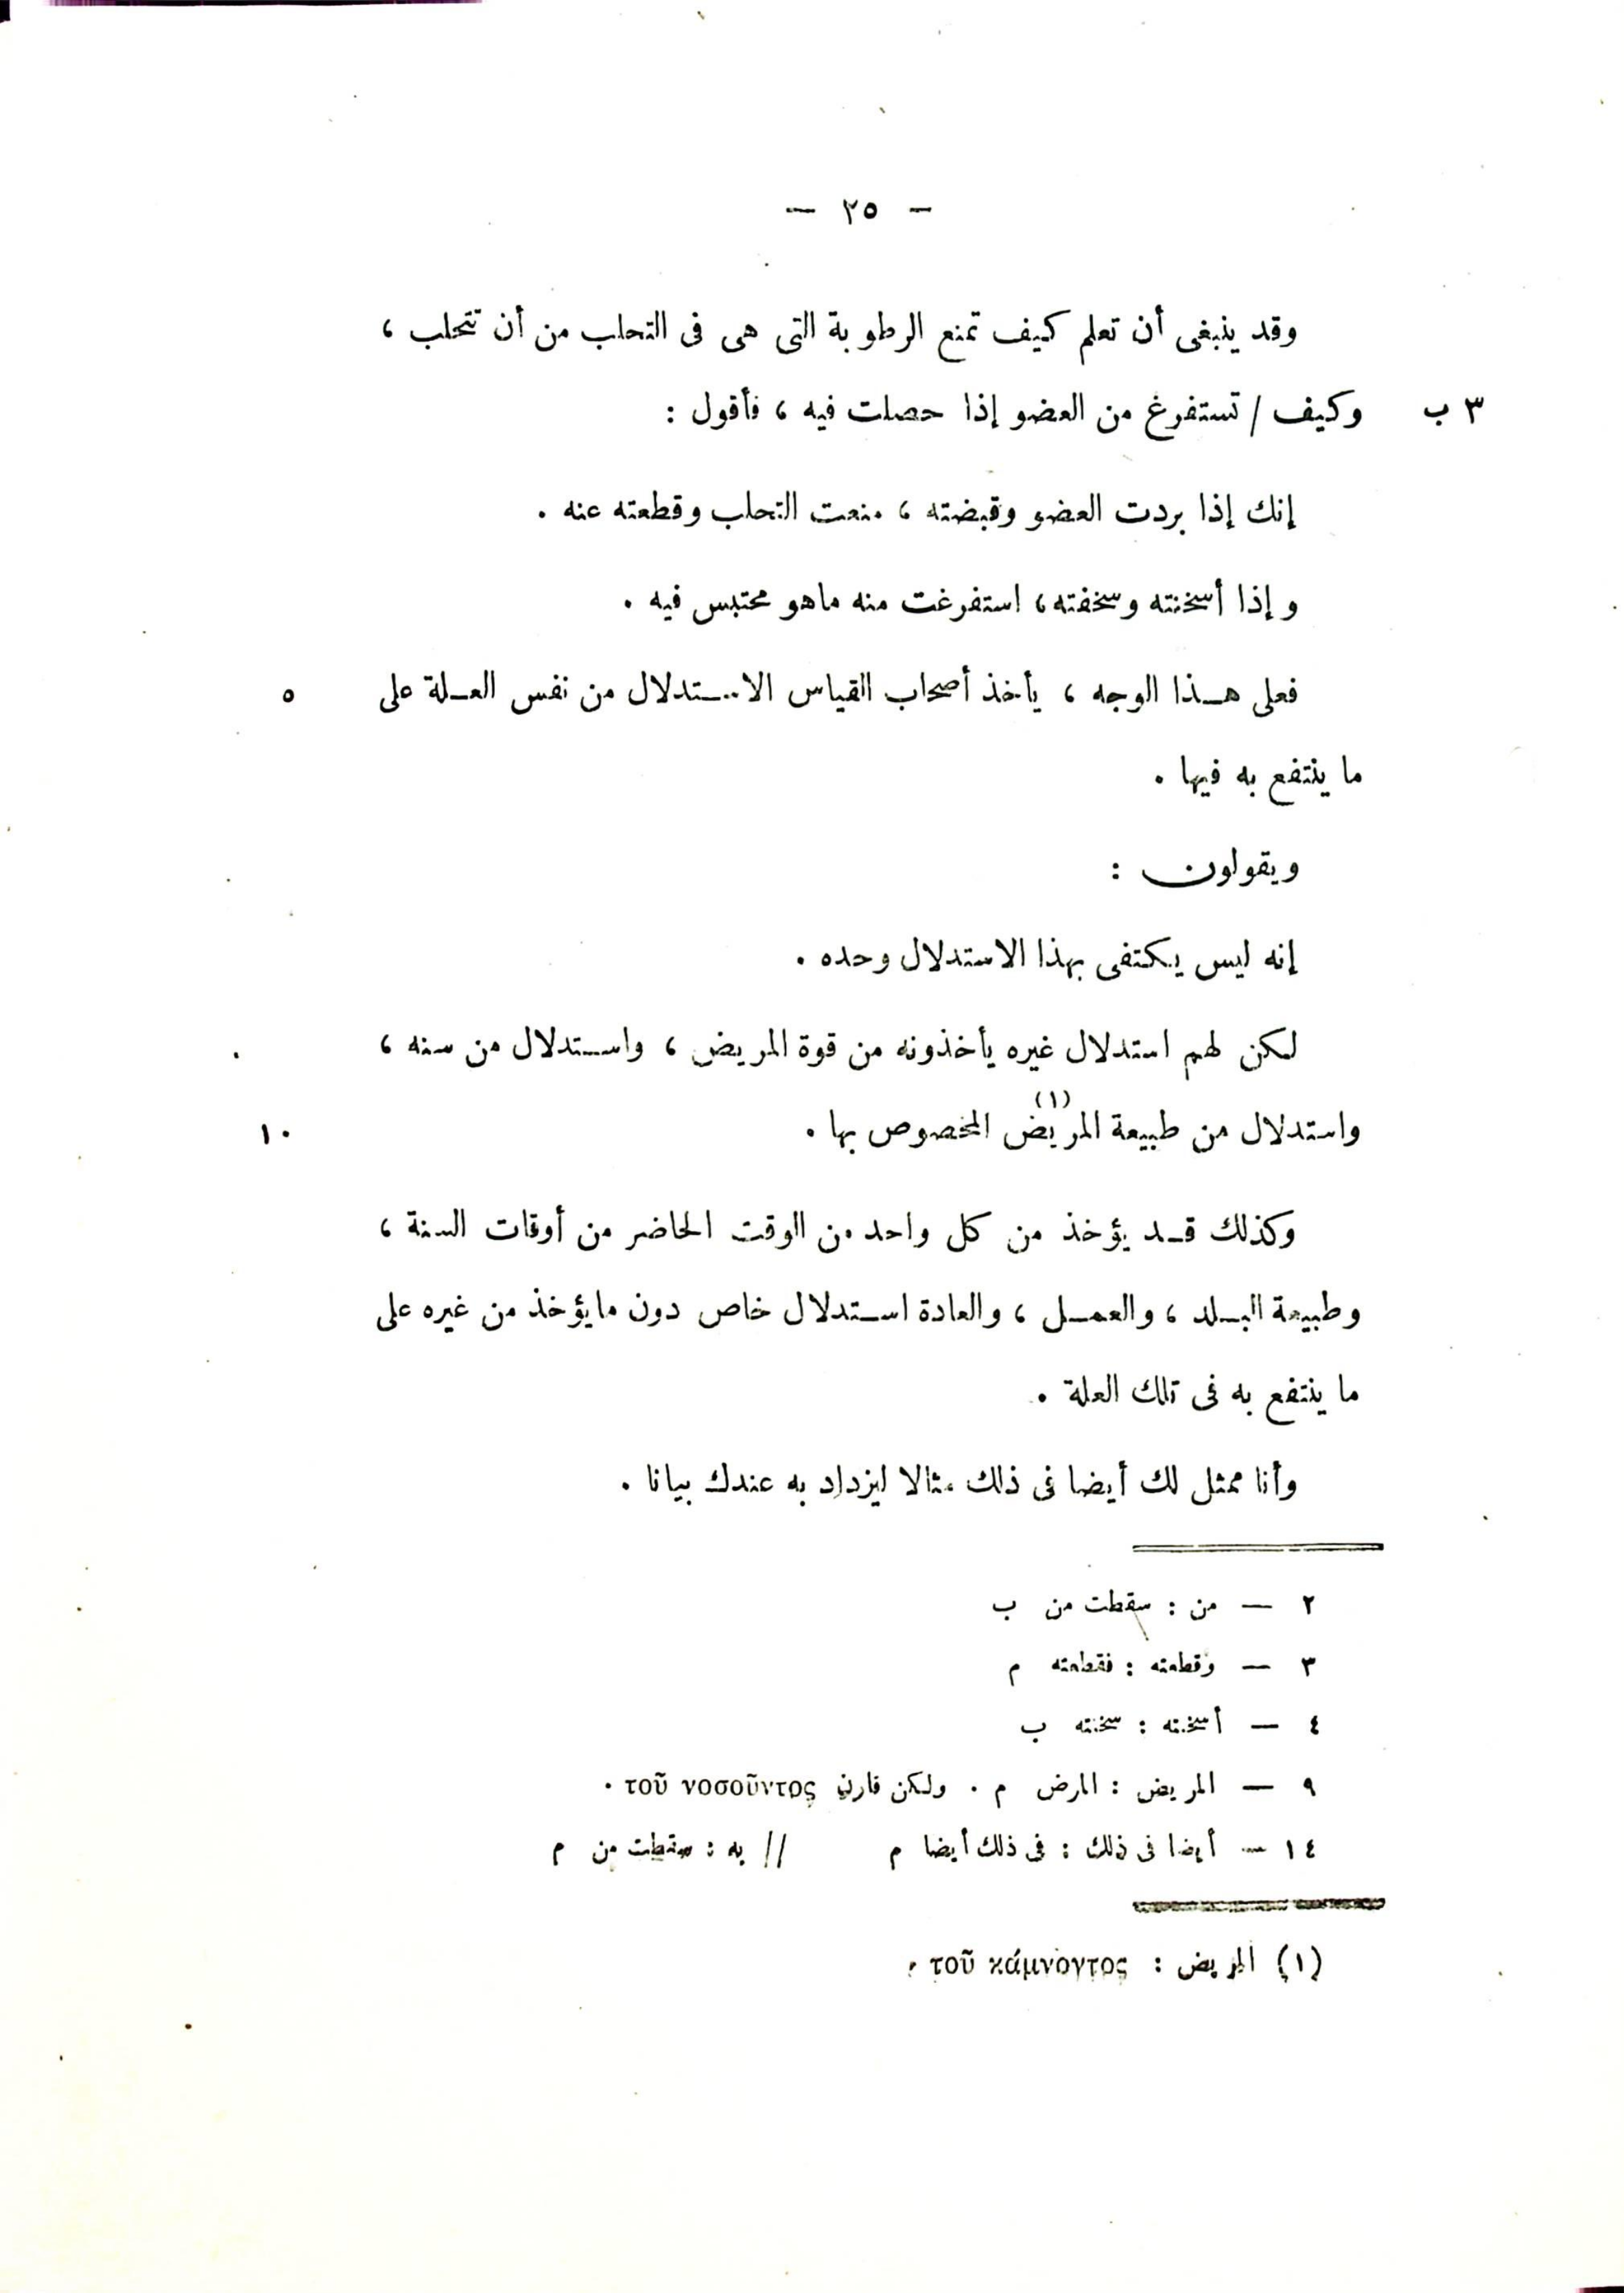 — ٢٥ —
وقد ينبغى أن تعلم كيف تمنع الرطوبة التى هى فى التحلب من أن تتحلب ،
٣ ب وكيف / تستفرغ من العضو إذا حصلت فيه ، فأقول :
إنك إذا بردت العضو وقبضته ، منعت التحلب وقطعته عنه .
وإذا أسخنته وسخفته ، استفرغت منه ماهو محتبس فيه .
فعلى هـذا الوجه ، يأخذ أصحاب القياس الاستدلال من نفس العـلة على ٥
ما ينتفع به فيها .
ويقولون :
إنه ليس يكتفى بهذا الاستدلال وحده .
لكن لهم استدلال غيره يأخذونه من قوة المريض ، واستدلال من سنه ،
واستدلال من طبيعة المريض (١) المخصوص بها . ١٠
وكذلك قـد يؤخذ من كل واحد من الوقت الحاضر من أوقات السنة ،
وطبيعة البـلد ، والعمـل ، والعادة استدلال خاص دون مايؤخذ من غيره على
ما ينتفع به فى تلك العلة .
وأنا ممثل لك أيضا فى ذلك مثالا ليزداد به عندك بيانا .
٢ — من : سقطت من ب
٣ — وقطعته : فقطعته م
٤ — أسخنته : سخنته ب
٩ — المريض : المرض م . ولكن قارن τοῦ νοσοῦντος .
١٤ — أيضا فى ذلك : فى ذلك أيضا م // به : سقطت من م
(١) المريض : τοῦ κάμνοντος .